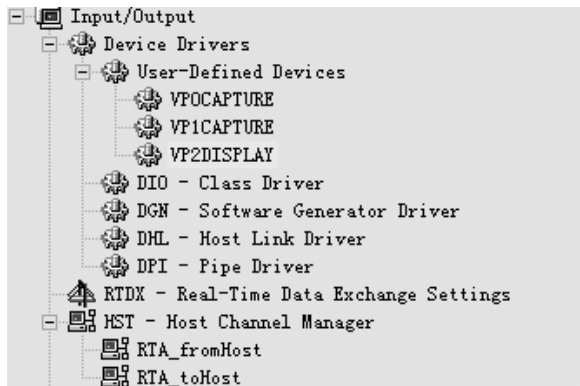 Input/Output
Device Drivers
User-Defined Devices
VP0CAPTURE
VP1CAPTURE
VP2DISPLAY
DIO - Class Driver
DGN - Software Generator Driver
DHL - Host Link Driver
DPI - Pipe Driver
RTDX - Real-Time Data Exchange Settings
HST - Host Channel Manager
RTA_fromHost
RTA_toHost